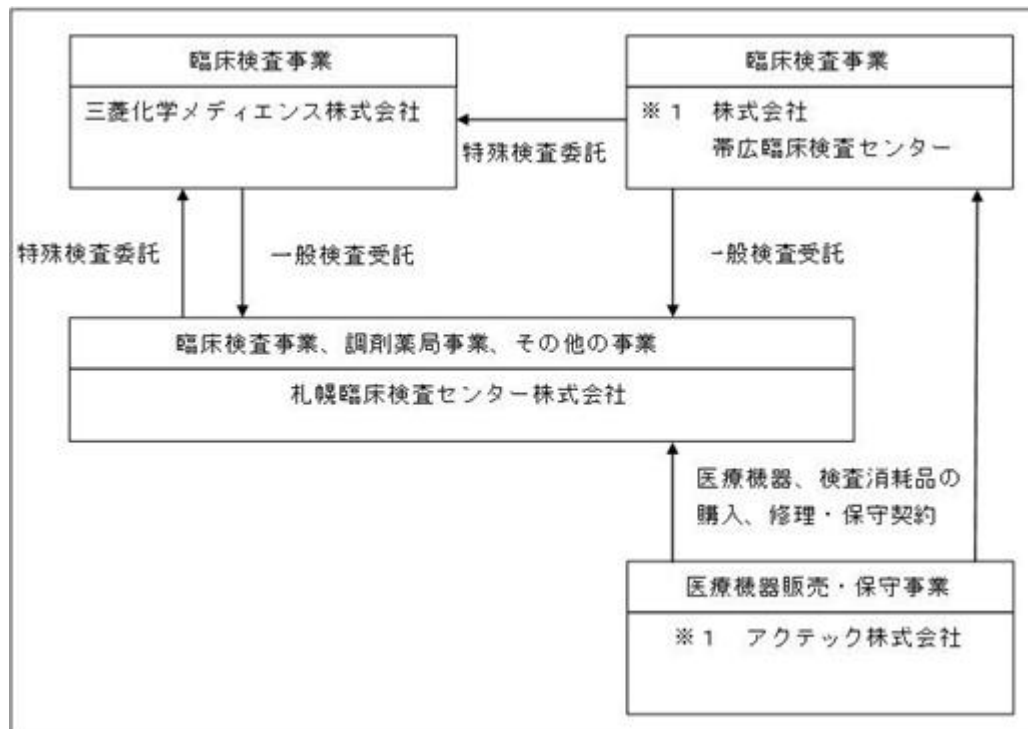 臨床検査事業
三菱化学メディエンス株式会社
臨床検査事業
※1 株式会社
帯広臨床検査センター
特殊検査委託
特殊検査委託
一般検査受託
一般検査受託
臨床検査事業、調剤薬局事業、その他の事業
札幌臨床検査センター株式会社
医療機器、検査消耗品の
購入、修理・保守契約
医療機器販売・保守事業
※1 アクテック株式会社